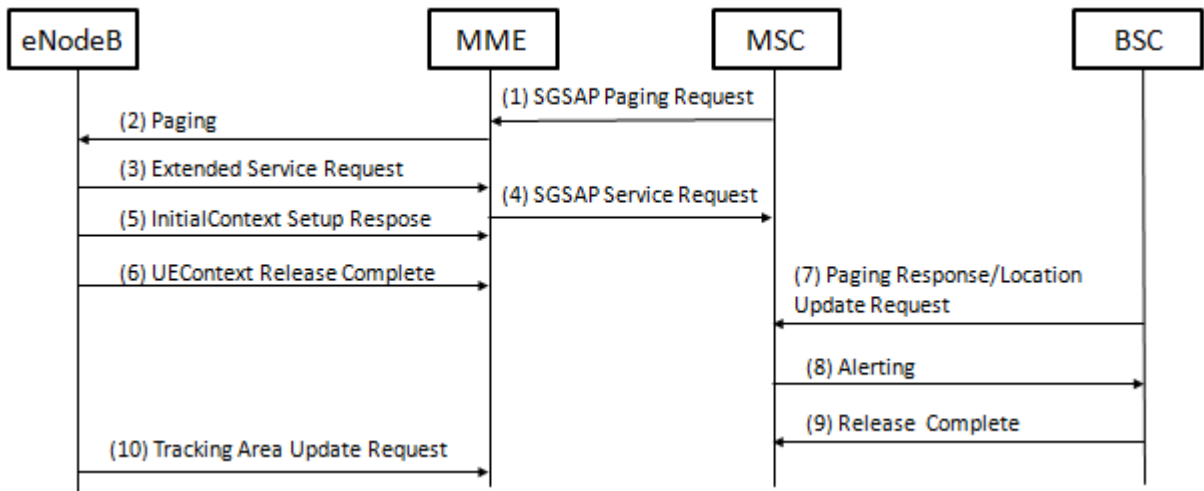 eNodeB
MME
MSC
BSC
(1) SGSAP Paging Request
(2) Paging
(3) Extended Service Request
(4) SGSAP Service Request
(5) InitialContext Setup Respose
(6) UEContext Release Complete
(7) Paging Response/Location
Update Request
(8) Alerting
(9) Release Complete
(10) Tracking Area Update Request